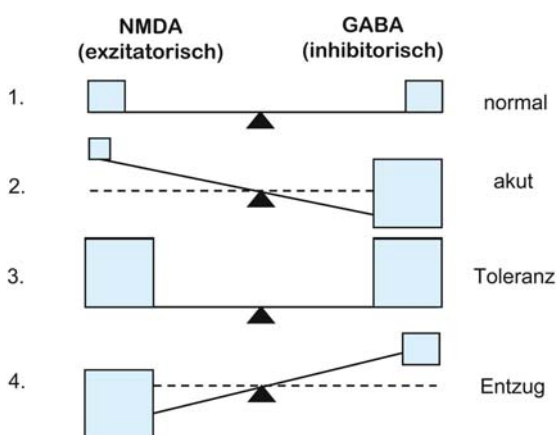 NMDA
(exzitatorisch)
GABA
(inhibitorisch)
1.
normal
2.
akut
3.
Toleranz
4.
Entzug